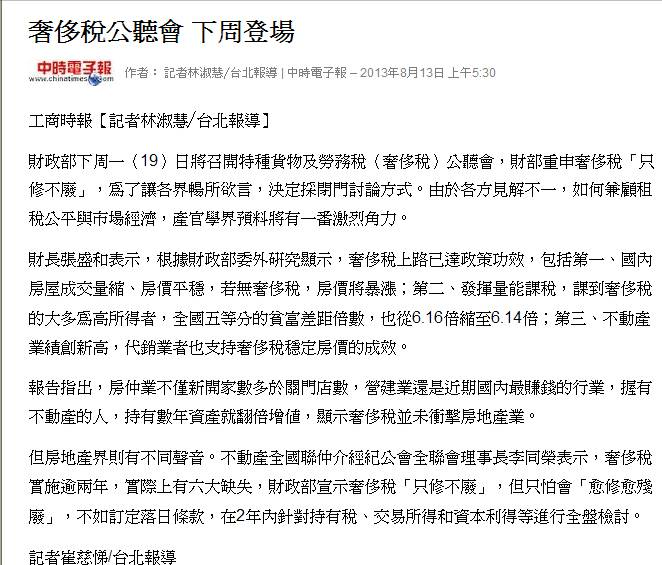 奢侈稅公聽會 下周登場
中時電子報
www.chinatimes.com
作者： 記者林淑慧/台北報導 | 中時電子報 – 2013年8月13日 上午5:30
工商時報【記者林淑慧/台北報導】
財政部下周一（19）日將召開特種貨物及勞務稅（奢侈稅）公聽會，財部重申奢侈稅「只
修不廢」，為了讓各界暢所欲言，決定採閉門討論方式。由於各方見解不一，如何兼顧租
稅公平與市場經濟，產官學界預料將有一番激烈角力。
財長張盛和表示，根據財政部委外研究顯示，奢侈稅上路已達政策功效，包括第一、國內
房屋成交量縮、房價平穩，若無奢侈稅，房價將暴漲；第二、發揮量能課稅，課到奢侈稅
的大多為高所得者，全國五等分的貧富差距倍數，也從6.16倍縮至6.14倍；第三、不動產
業績創新高，代銷業者也支持奢侈稅穩定房價的成效。
報告指出，房仲業不僅新開家數多於關門店數，營建業還是近期國內最賺錢的行業，握有
不動產的人，持有數年資產就翻倍增值，顯示奢侈稅並未衝擊房地產業。
但房地產界則有不同聲音。不動產全國聯仲介經紀公會全聯會理事長李同榮表示，奢侈稅
實施逾兩年，實際上有六大缺失，財政部宣示奢侈稅「只修不廢」，但只怕會「愈修愈殘
廢」，不如訂定落日條款，在2年內針對持有稅、交易所得和資本利得等進行全盤檢討。
記者崔慈悌/台北報導